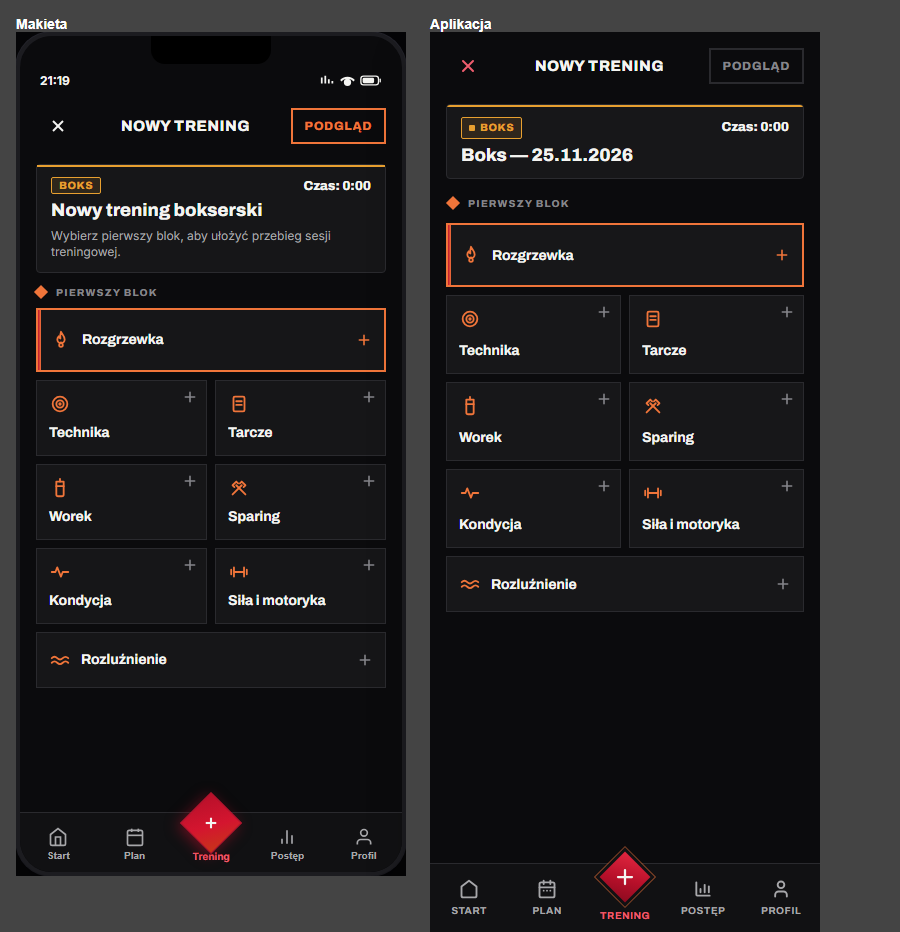 Makieta
21:19
NOWY TRENING
PODGLĄD
BOKS
Czas: 0:00
Nowy trening bokserski
Wybierz pierwszy blok, aby ułożyć przebieg sesji
treningowej.
PIERWSZY BLOK
Rozgrzewka
Technika
Tarcze
Worek
Sparing
Kondycja
Siła i motoryka
Rozluźnienie
Start
Plan
Trening
Postęp
Profil
Aplikacja
NOWY TRENING
PODGLĄD
BOKS
Czas: 0:00
Boks — 25.11.2026
PIERWSZY BLOK
Rozgrzewka
Technika
Tarcze
Worek
Sparing
Kondycja
Siła i motoryka
Rozluźnienie
START
PLAN
TRENING
POSTĘP
PROFIL